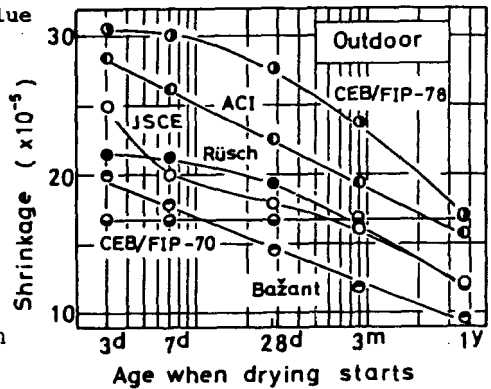 lue
30
20
10
Shrinkage ( x10⁻⁵)
Outdoor
CEB/FIP-78
ACI
JSCE
Rüsch
CEB/FIP-70
Bažant
n
3d 7d 28d 3m 1y
Age when drying starts